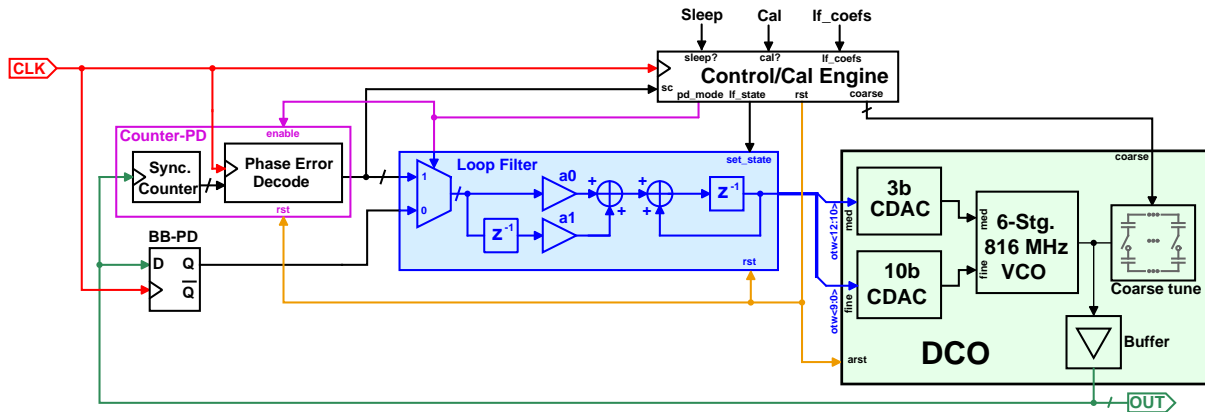 Sleep
Cal
lf_coefs
CLK
sleep?
cal?
lf_coefs
Control/Cal Engine
sc
pd_mode
lf_state
rst
coarse
Counter-PD
enable
Sync.
Counter
Phase Error
Decode
rst
Loop Filter
set_state
1
0
a0
a1
z⁻¹
z⁻¹
+
+
+
+
rst
BB-PD
D
Q
Q̅
otw<12:10>
med
otw<9:0>
fine
3b
CDAC
10b
CDAC
med
fine
6-Stg.
816 MHz
VCO
coarse
Coarse tune
Buffer
DCO
arst
OUT